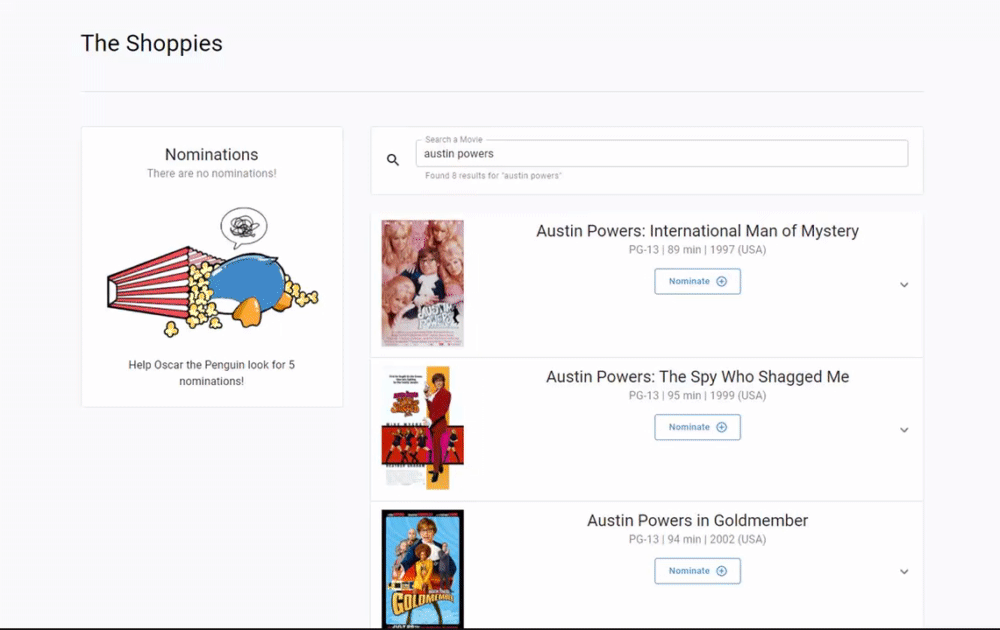 The Shoppies
Nominations
There are no nominations!
Help Oscar the Penguin look for 5
nominations!
Search a Movie
austin powers
Found 8 results for "austin powers"
Austin Powers: International Man of Mystery
PG-13 | 89 min | 1997 (USA)
Nominate
Austin Powers: The Spy Who Shagged Me
PG-13 | 95 min | 1999 (USA)
Nominate
Austin Powers in Goldmember
PG-13 | 94 min | 2002 (USA)
Nominate
AUSTIN
POWERS
GOLDMEMBER